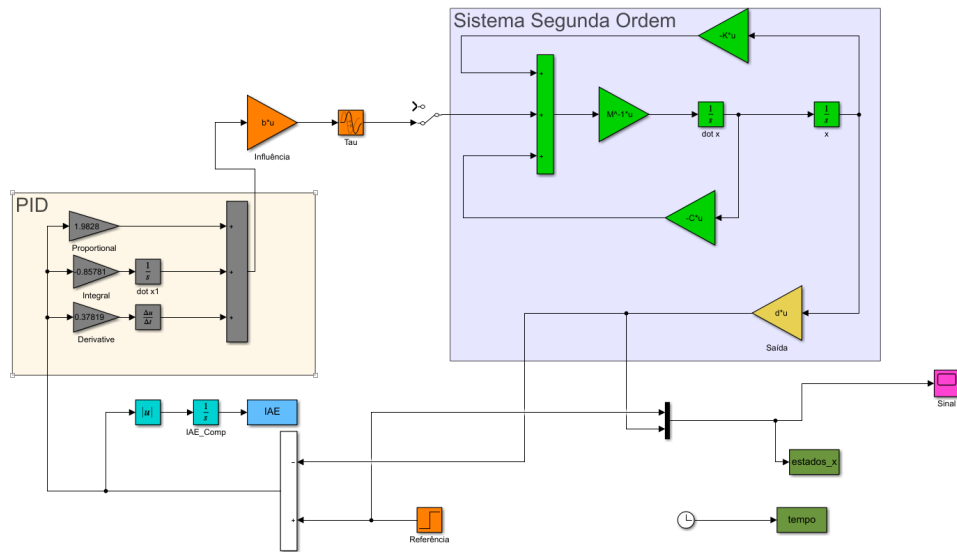 Sistema Segunda Ordem
-K*u
+
+
+
M^-1*u
1
s
dot x
1
s
x
-C*u
d*u
Saída
b*u
Influência
Tau
PID
1.9828
Proportional
+
-0.85781
Integral
1
s
dot x1
+
0.37819
Derivative
Δu
Δt
+
|u|
1
s
IAE_Comp
IAE
−
+
Referência
Sinal
estados_x
tempo